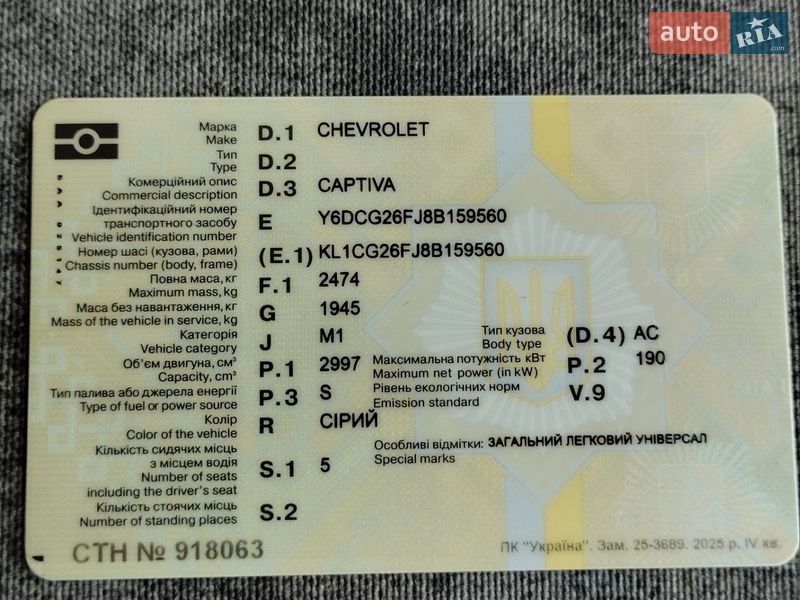 auto RIA .com
Марка D.1 CHEVROLET
Make
Тип D.2
Type
Комерційний опис D.3 CAPTIVA
Commercial description
Ідентифікаційний номер
транспортного засобу E Y6DCG26FJ8B159560
Vehicle identification number
Номер шасі (кузова, рами) (E.1) KL1CG26FJ8B159560
Chassis number (body, frame)
Повна маса, кг F.1 2474
Maximum mass, kg
Маса без навантаження, кг G 1945
Mass of the vehicle in service, kg
Категорія J M1 Тип кузова (D.4) AC
Vehicle category Body type
Об'єм двигуна, см³ P.1 2997 Максимальна потужність кВт P.2 190
Capacity, cm³ Maximum net power (in kW)
Тип палива або джерела енергії P.3 S Рівень екологічних норм V.9
Type of fuel or power source Emission standard
Колір R СІРИЙ
Color of the vehicle
Кількість сидячих місць Особливі відмітки: ЗАГАЛЬНИЙ ЛЕГКОВИЙ УНІВЕРСАЛ
з місцем водія S.1 5 Special marks
Number of seats
including the driver's seat
Кількість стоячих місць S.2
Number of standing places
СТН № 918063
ПК "Україна". Зам. 25-3689. 2025 р. IV кв.